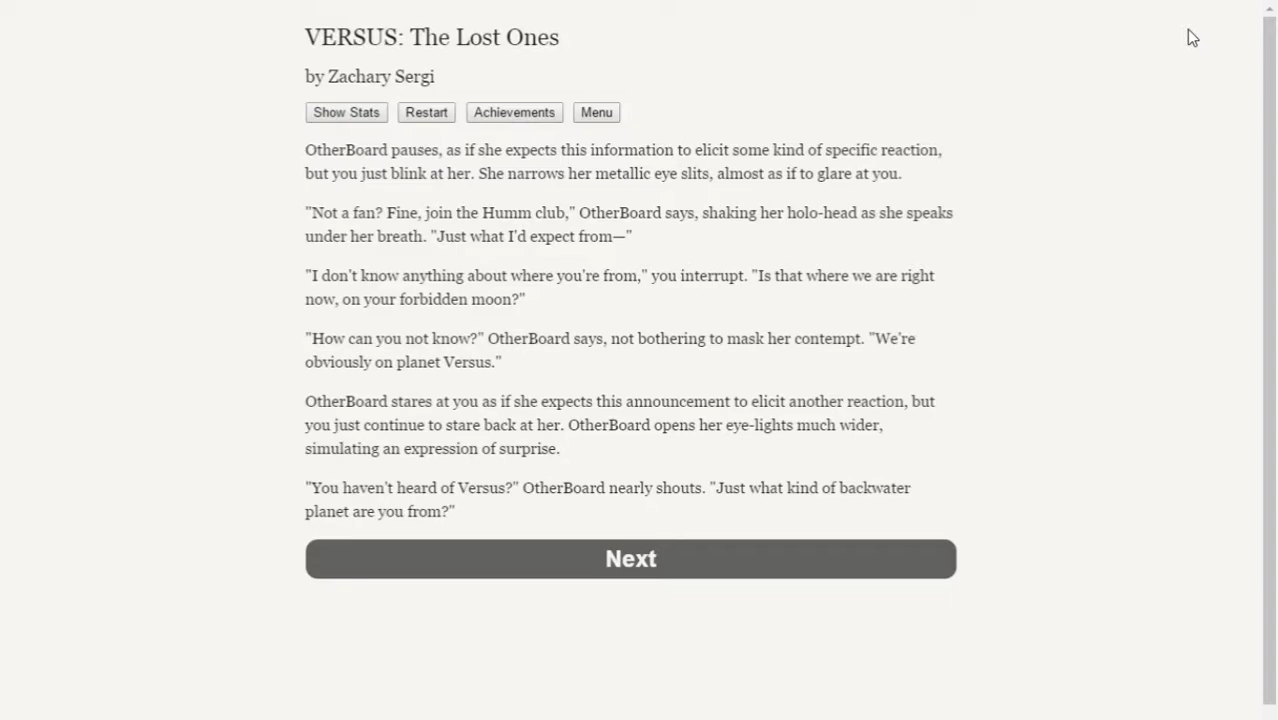 VERSUS: The Lost Ones
by Zachary Sergi
Show Stats Restart Achievements Menu
OtherBoard pauses, as if she expects this information to elicit some kind of specific reaction,
but you just blink at her. She narrows her metallic eye slits, almost as if to glare at you.
"Not a fan? Fine, join the Humm club," OtherBoard says, shaking her holo-head as she speaks
under her breath. "Just what I'd expect from—"
"I don't know anything about where you're from," you interrupt. "Is that where we are right
now, on your forbidden moon?"
"How can you not know?" OtherBoard says, not bothering to mask her contempt. "We're
obviously on planet Versus."
OtherBoard stares at you as if she expects this announcement to elicit another reaction, but
you just continue to stare back at her. OtherBoard opens her eye-lights much wider,
simulating an expression of surprise.
"You haven't heard of Versus?" OtherBoard nearly shouts. "Just what kind of backwater
planet are you from?"
Next